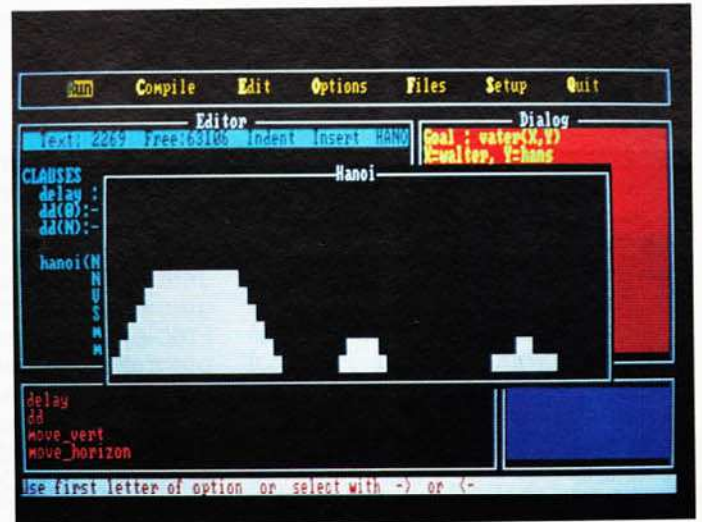 Run Compile Edit Options Files Setup Quit
Editor
Text: 2269 Free:63106 Indent Insert HANO
Dialog
Goal : vater(X,Y)
X=walter, Y=hans
Hanoi
CLAUSES
delay :
dd(0):-
dd(N):-
hanoi(N
N
V
S
m
m
delay
dd
move_vert
move_horizon
Use first letter of option or select with -> or <-